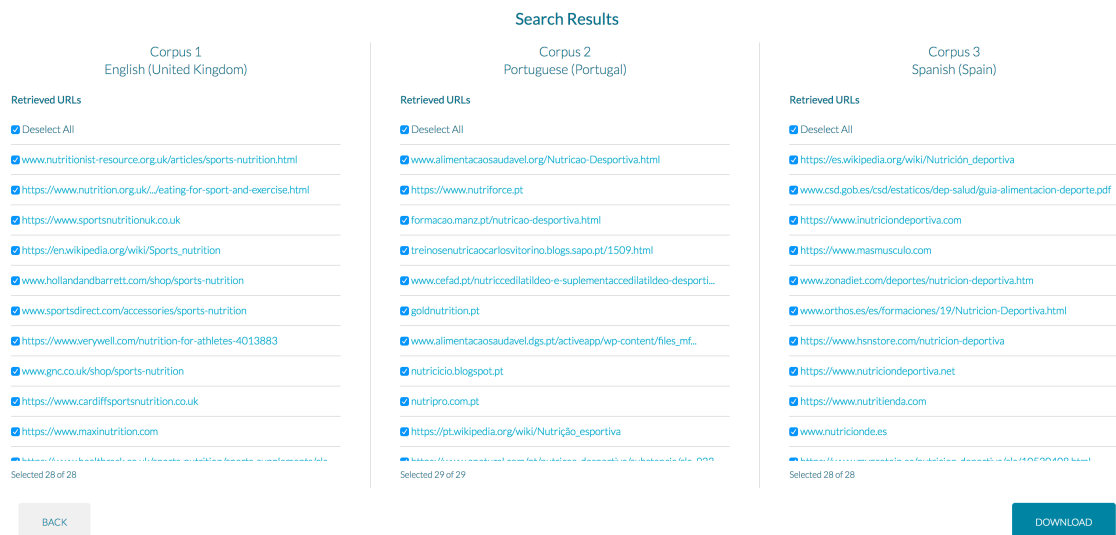 Search Results
Corpus 1
English (United Kingdom)
Retrieved URLs
Deselect All
www.nutritionist-resource.org.uk/articles/sports-nutrition.html
https://www.nutrition.org.uk/.../eating-for-sport-and-exercise.html
https://www.sportsnutritionuk.co.uk
https://en.wikipedia.org/wiki/Sports_nutrition
www.hollandandbarrett.com/shop/sports-nutrition
www.sportsdirect.com/accessories/sports-nutrition
https://www.verywell.com/nutrition-for-athletes-4013883
www.gnc.co.uk/shop/sports-nutrition
https://www.cardiffsportsnutrition.co.uk
https://www.maxinutrition.com
Selected 28 of 28
Corpus 2
Portuguese (Portugal)
Retrieved URLs
Deselect All
www.alimentacaosaudavel.org/Nutricao-Desportiva.html
https://www.nutriforce.pt
formacao.manz.pt/nutricao-desportiva.html
treinosenutricaocarlosvitorino.blogs.sapo.pt/1509.html
www.cefad.pt/nutriccedilatildeo-e-suplementaccedilatildeo-desporti...
goldnutrition.pt
www.alimentacaosaudavel.dgs.pt/activeapp/wp-content/files_mf...
nutricicio.blogspot.pt
nutripro.com.pt
https://pt.wikipedia.org/wiki/Nutrição_esportiva
Selected 29 of 29
Corpus 3
Spanish (Spain)
Retrieved URLs
Deselect All
https://es.wikipedia.org/wiki/Nutrición_deportiva
www.csd.gob.es/csd/estaticos/dep-salud/guia-alimentacion-deporte.pdf
https://www.inutriciondeportiva.com
https://www.masmusculo.com
www.zonadiet.com/deportes/nutricion-deportiva.htm
www.orthos.es/es/formaciones/19/Nutricion-Deportiva.html
https://www.hsnstore.com/nutricion-deportiva
https://www.nutriciondeportiva.net
https://www.nutritienda.com
www.nutricionde.es
Selected 28 of 28
BACK
DOWNLOAD